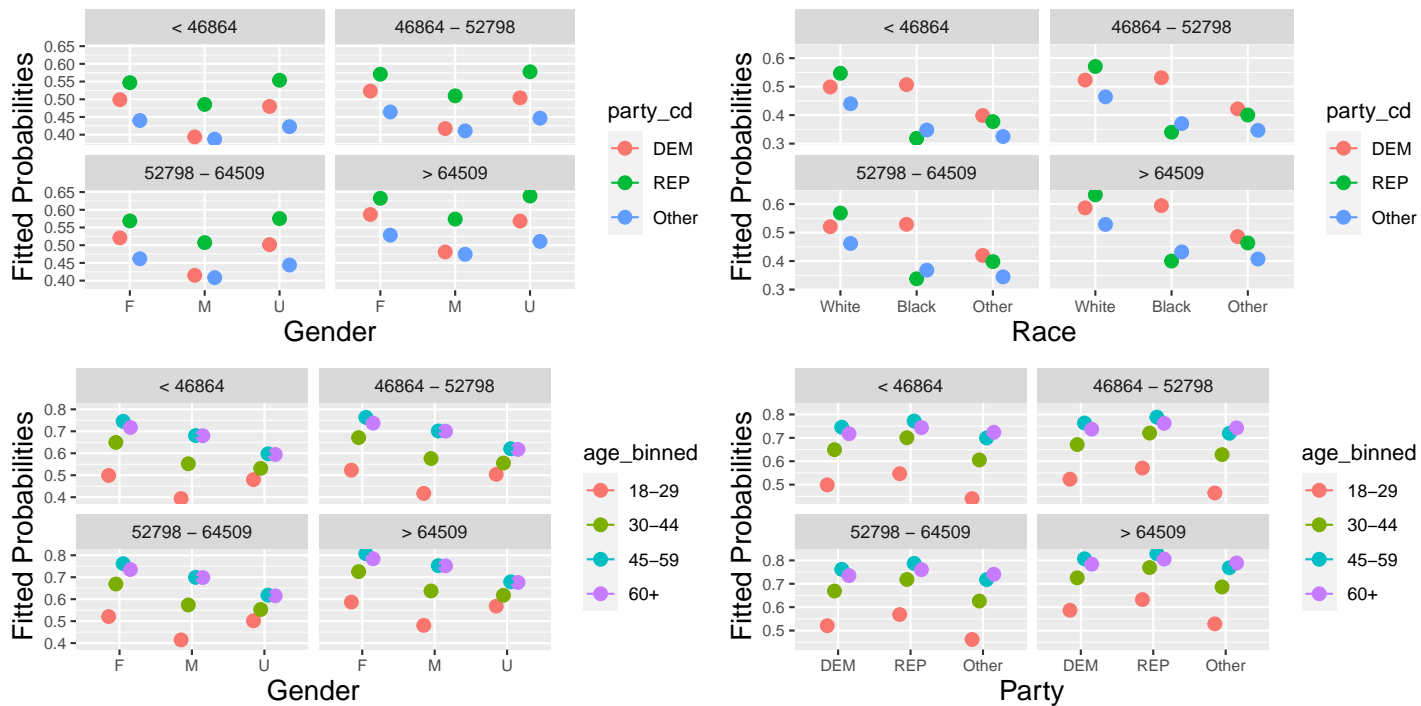 < 46864
46864 – 52798
0.65
0.60
0.55
0.50
0.45
0.40
52798 – 64509
> 64509
0.65
0.60
0.55
0.50
0.45
0.40
F
M
U
F
M
U
Gender
Fitted Probabilities
party_cd
DEM
REP
Other
< 46864
46864 – 52798
0.6
0.5
0.4
0.3
52798 – 64509
> 64509
0.6
0.5
0.4
0.3
White
Black
Other
White
Black
Other
Race
Fitted Probabilities
party_cd
DEM
REP
Other
< 46864
46864 – 52798
0.8
0.7
0.6
0.5
0.4
52798 – 64509
> 64509
0.8
0.7
0.6
0.5
0.4
F
M
U
F
M
U
Gender
Fitted Probabilities
age_binned
18–29
30–44
45–59
60+
< 46864
46864 – 52798
0.8
0.7
0.6
0.5
52798 – 64509
> 64509
0.8
0.7
0.6
0.5
DEM
REP
Other
DEM
REP
Other
Party
Fitted Probabilities
age_binned
18–29
30–44
45–59
60+